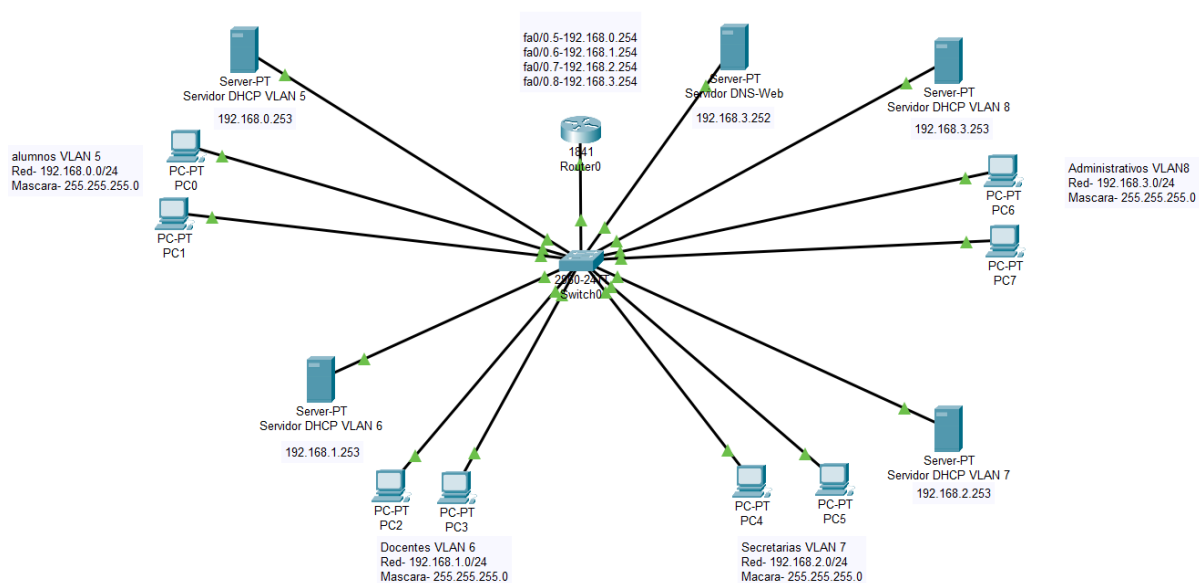 fa0/0.5-192.168.0.254
fa0/0.6-192.168.1.254
fa0/0.7-192.168.2.254
fa0/0.8-192.168.3.254
Server-PT
Servidor DHCP VLAN 5
192.168.0.253
Server-PT
Servidor DNS-Web
192.168.3.252
Server-PT
Servidor DHCP VLAN 8
192.168.3.253
1841
Router0
alumnos VLAN 5
Red- 192.168.0.0/24
Mascara- 255.255.255.0
PC-PT
PC0
PC-PT
PC1
PC-PT
PC6
PC-PT
PC7
Administrativos VLAN8
Red- 192.168.3.0/24
Mascara- 255.255.255.0
Switch0
Server-PT
Servidor DHCP VLAN 6
192.168.1.253
PC-PT
PC2
PC-PT
PC3
Docentes VLAN 6
Red- 192.168.1.0/24
Mascara- 255.255.255.0
PC-PT
PC4
PC-PT
PC5
Secretarias VLAN 7
Red- 192.168.2.0/24
Macara- 255.255.255.0
Server-PT
Servidor DHCP VLAN 7
192.168.2.253